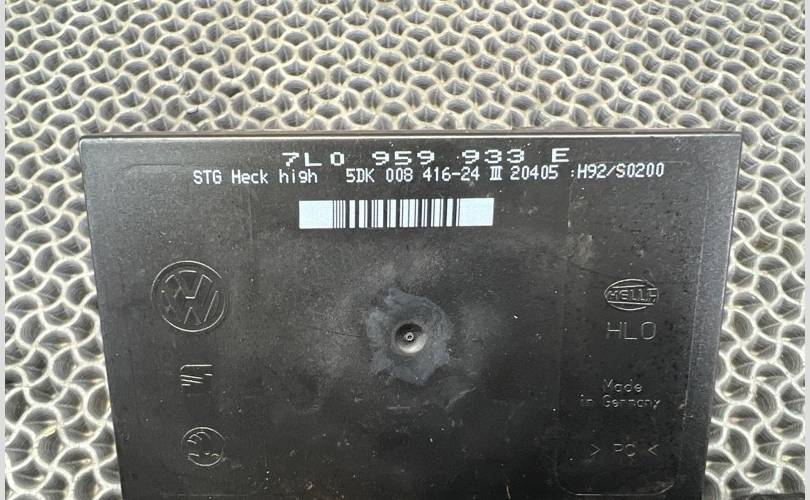 7L0 959 933 E
STG Heck high 5DK 008 416-24 III 20405 :H92/S0200
VW
HELLA
HLO
Made
in Germany
> PC <